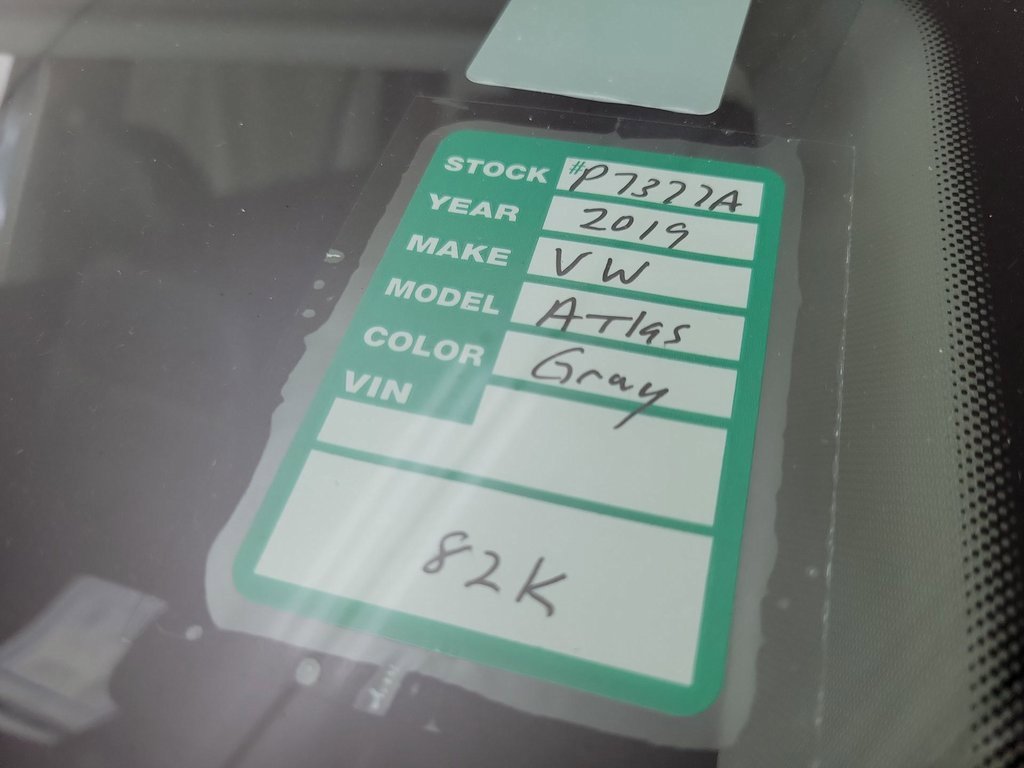 STOCK #P7377A
YEAR 2019
MAKE VW
MODEL ATlas
COLOR Gray
VIN
82K